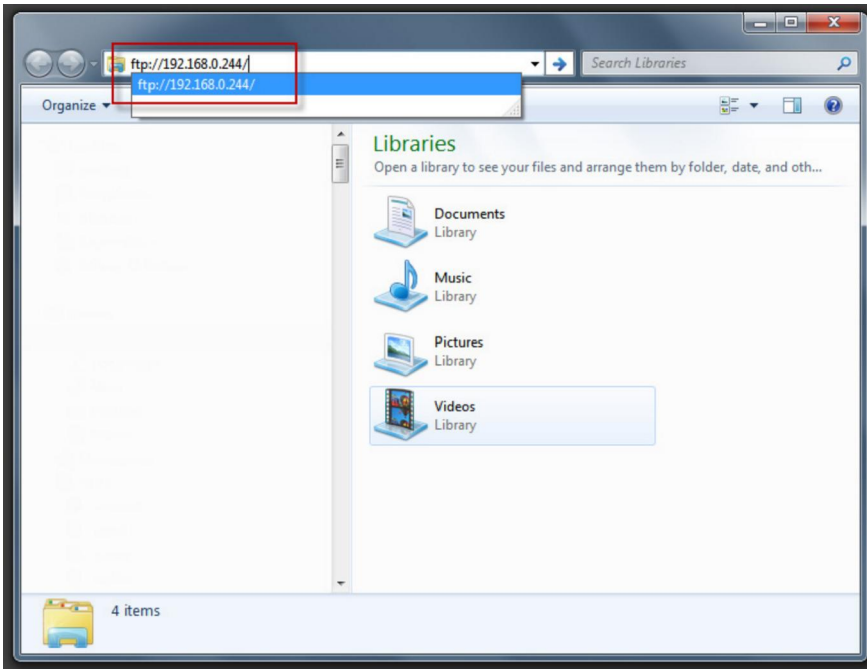 ftp://192.168.0.244/
Search Libraries
ftp://192.168.0.244/
Organize
Libraries
Open a library to see your files and arrange them by folder, date, and oth...
Documents
Library
Music
Library
Pictures
Library
Videos
Library
4 items